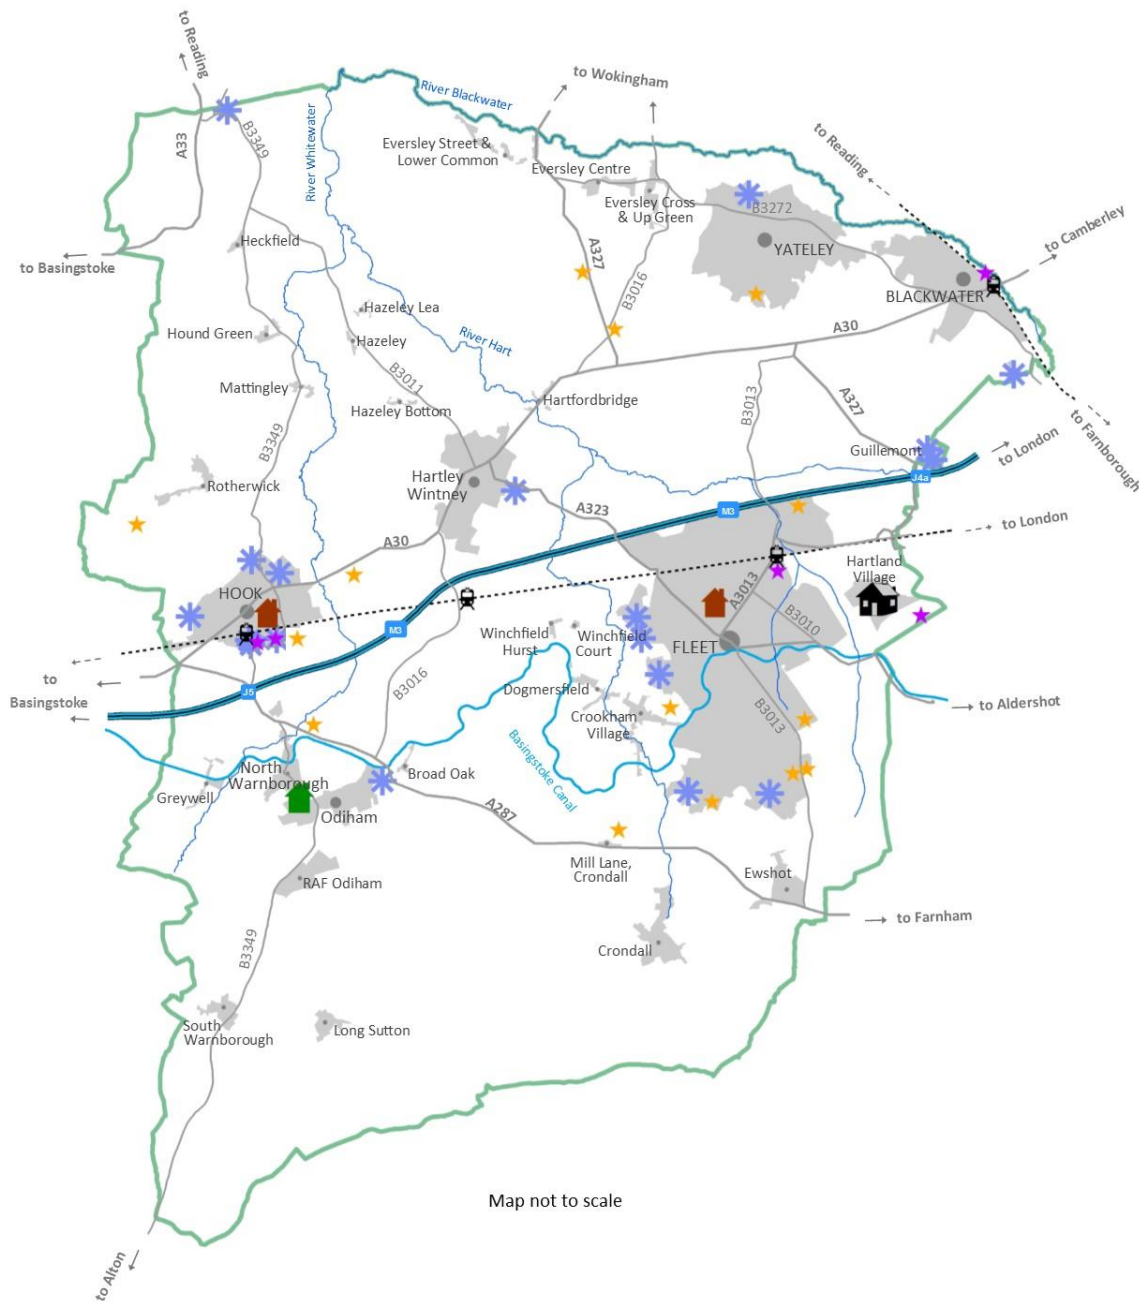 to Reading
to Wokingham
River Blackwater
A33
B3349
River Whitewater
Eversley Street &
Lower Common
Eversley Centre
to Reading
Eversley Cross
& Up Green
B3272
to Camberley
YATELEY
Heckfield
to Basingstoke
A327
B3016
BLACKWATER
Hazeley Lea
Hound Green
Hazeley
River Hart
A30
Mattingley
B3011
Hazeley Bottom
Hartfordbridge
B3013
A327
to Farnborough
B3349
Guillemont
to London
Rotherwick
Hartley
Wintney
J4a
A323
M3
to London
A30
HOOK
Hartland
Village
A3013
B3010
M3
Winchfield
Hurst
Winchfield
Court
FLEET
to
Basingstoke
J5
B3016
Dogmersfield
Crookham
Village
B3013
to Aldershot
Basingstoke Canal
North
Warnborough
Broad Oak
Greywell
Odiham
A287
Mill Lane,
Crondall
Ewshot
RAF Odiham
to Farnham
B3349
Crondall
South
Warnborough
Long Sutton
Map not to scale
to Alton